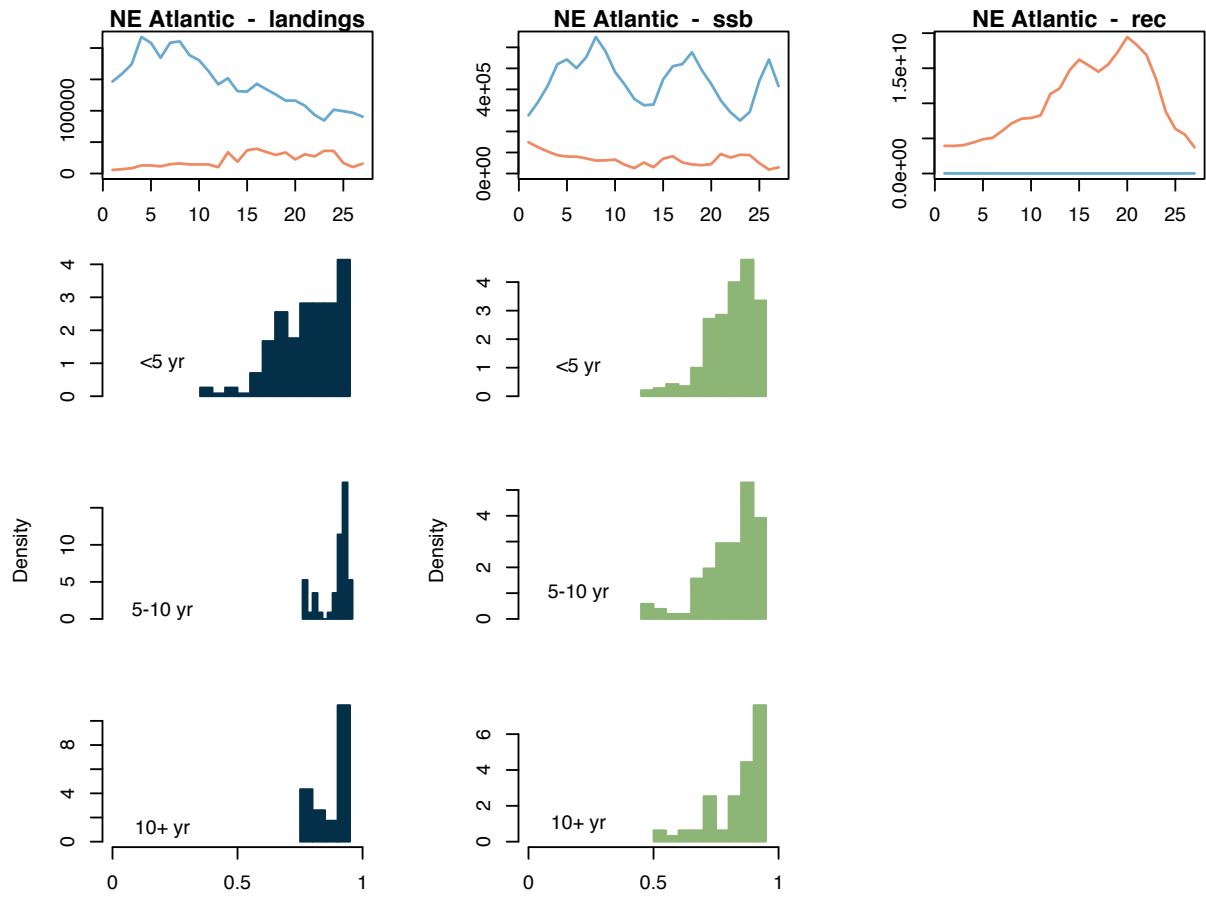 NE Atlantic - landings
NE Atlantic - ssb
NE Atlantic - rec
100000
0
4e+05
0e+00
1.5e+10
0.0e+00
0 5 10 15 20 25
0 5 10 15 20 25
0 5 10 15 20 25
4
3
2
1
0
<5 yr
4
3
2
1
0
<5 yr
Density
10
5
0
5-10 yr
Density
4
2
0
5-10 yr
8
4
0
10+ yr
6
4
2
0
10+ yr
0 0.5 1
0 0.5 1